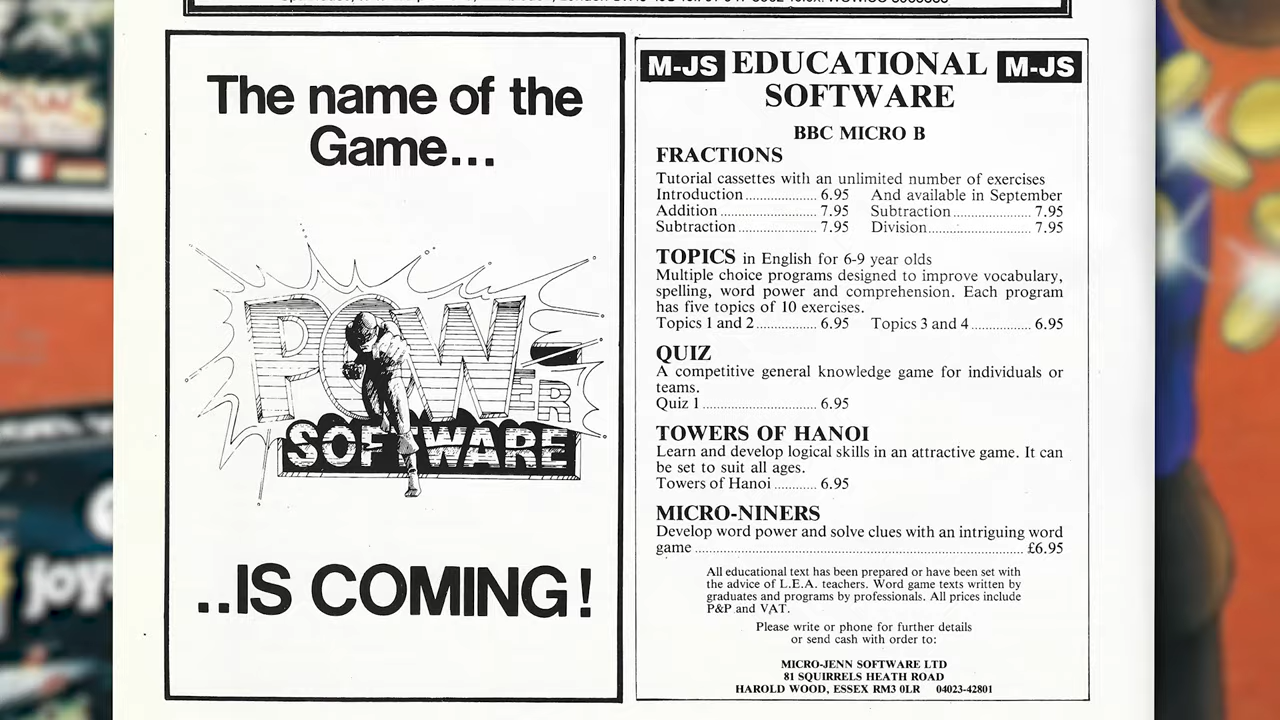 The name of the
Game...
POWER
SOFTWARE
..IS COMING!
M-JS EDUCATIONAL M-JS
SOFTWARE
BBC MICRO B
FRACTIONS
Tutorial cassettes with an unlimited number of exercises
Introduction .................. 6.95 And available in September
Addition ........................ 7.95 Subtraction .................... 7.95
Subtraction .................... 7.95 Division .......................... 7.95
TOPICS in English for 6-9 year olds
Multiple choice programs designed to improve vocabulary,
spelling, word power and comprehension. Each program
has five topics of 10 exercises.
Topics 1 and 2 ............... 6.95 Topics 3 and 4 ............... 6.95
QUIZ
A competitive general knowledge game for individuals or
teams.
Quiz 1 ............................. 6.95
TOWERS OF HANOI
Learn and develop logical skills in an attractive game. It can
be set to suit all ages.
Towers of Hanoi ........... 6.95
MICRO-NINERS
Develop word power and solve clues with an intriguing word
game .................................................................................... £6.95
All educational text has been prepared or have been set with
the advice of L.E.A. teachers. Word game texts written by
graduates and programs by professionals. All prices include
P&P and VAT.
Please write or phone for further details
or send cash with order to:
MICRO-JENN SOFTWARE LTD
81 SQUIRRELS HEATH ROAD
HAROLD WOOD, ESSEX RM3 0LR 04023-42801